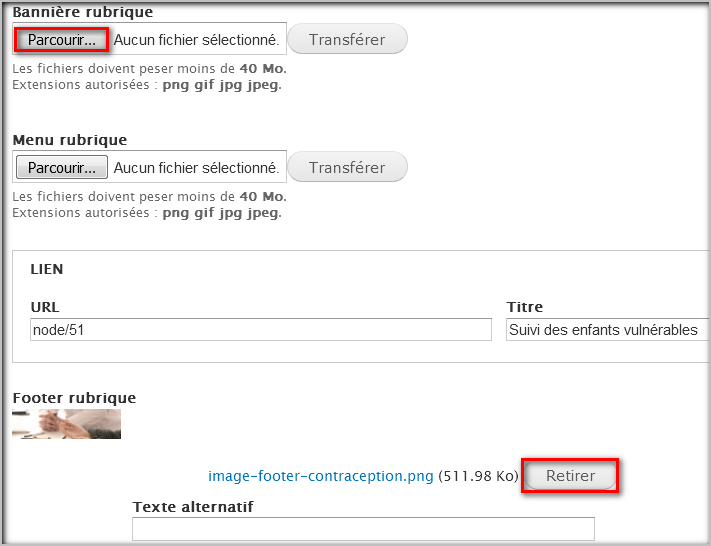 Bannière rubrique
Parcourir... Aucun fichier sélectionné. Transférer
Les fichiers doivent peser moins de 40 Mo.
Extensions autorisées : png gif jpg jpeg.
Menu rubrique
Parcourir... Aucun fichier sélectionné. Transférer
Les fichiers doivent peser moins de 40 Mo.
Extensions autorisées : png gif jpg jpeg.
LIEN
URL Titre
node/51 Suivi des enfants vulnérables
Footer rubrique
image-footer-contraception.png (511.98 Ko) Retirer
Texte alternatif